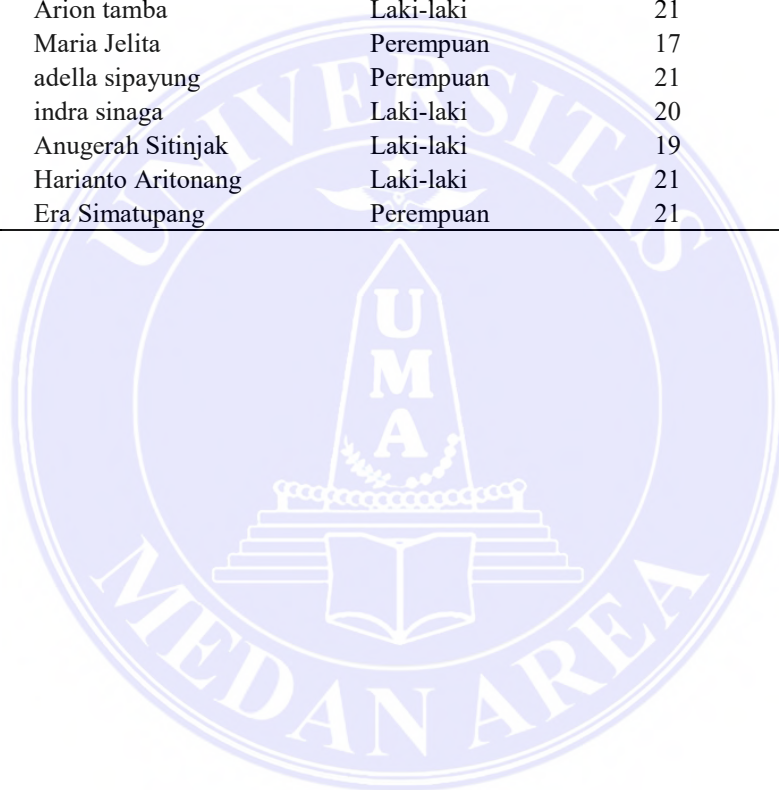 Arion tamba Laki-laki 21
Maria Jelita Perempuan 17
adella sipayung Perempuan 21
indra sinaga Laki-laki 20
Anugerah Sitinjak Laki-laki 19
Harianto Aritonang Laki-laki 21
Era Simatupang Perempuan 21
UNIVERSITAS
UMA
MEDAN AREA